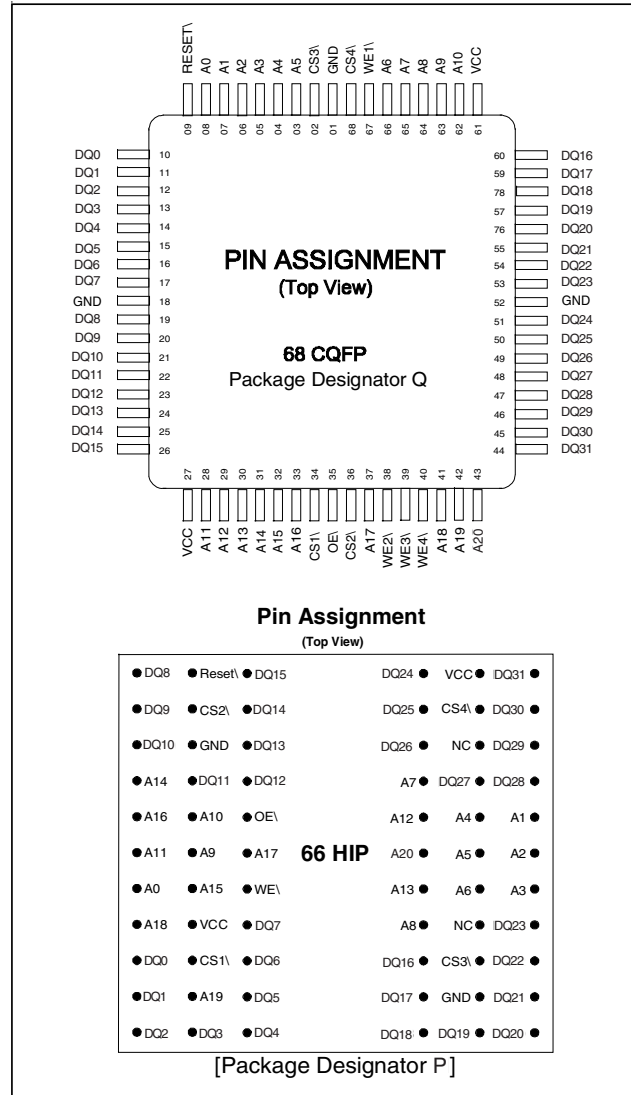 RESET\ A0 A1 A2 A3 A4 A5 CS3\ GND CS4\ WE1\ A6 A7 A8 A9 A10 VCC
09 08 07 06 05 04 03 02 01 68 67 66 65 64 63 62 61
DQ0 10 60 DQ16
DQ1 11 59 DQ17
DQ2 12 78 DQ18
DQ3 13 57 DQ19
DQ4 14 76 DQ20
DQ5 15 55 DQ21
DQ6 16 54 DQ22
DQ7 17 53 DQ23
GND 18 52 GND
DQ8 19 51 DQ24
DQ9 20 50 DQ25
DQ10 21 49 DQ26
DQ11 22 48 DQ27
DQ12 23 47 DQ28
DQ13 24 46 DQ29
DQ14 25 45 DQ30
DQ15 26 44 DQ31
PIN ASSIGNMENT
(Top View)
68 CQFP
Package Designator Q
27 28 29 30 31 32 33 34 35 36 37 38 39 40 41 42 43
VCC A11 A12 A13 A14 A15 A16 CS1\ OE\ CS2\ A17 WE2\ WE3\ WE4\ A18 A19 A20
Pin Assignment
(Top View)
DQ8 Reset\ DQ15 DQ24 VCC DQ31
DQ9 CS2\ DQ14 DQ25 CS4\ DQ30
DQ10 GND DQ13 DQ26 NC DQ29
A14 DQ11 DQ12 A7 DQ27 DQ28
A16 A10 OE\ A12 A4 A1
A11 A9 A17 66 HIP A20 A5 A2
A0 A15 WE\ A13 A6 A3
A18 VCC DQ7 A8 NC DQ23
DQ0 CS1\ DQ6 DQ16 CS3\ DQ22
DQ1 A19 DQ5 DQ17 GND DQ21
DQ2 DQ3 DQ4 DQ18 DQ19 DQ20
[Package Designator P]